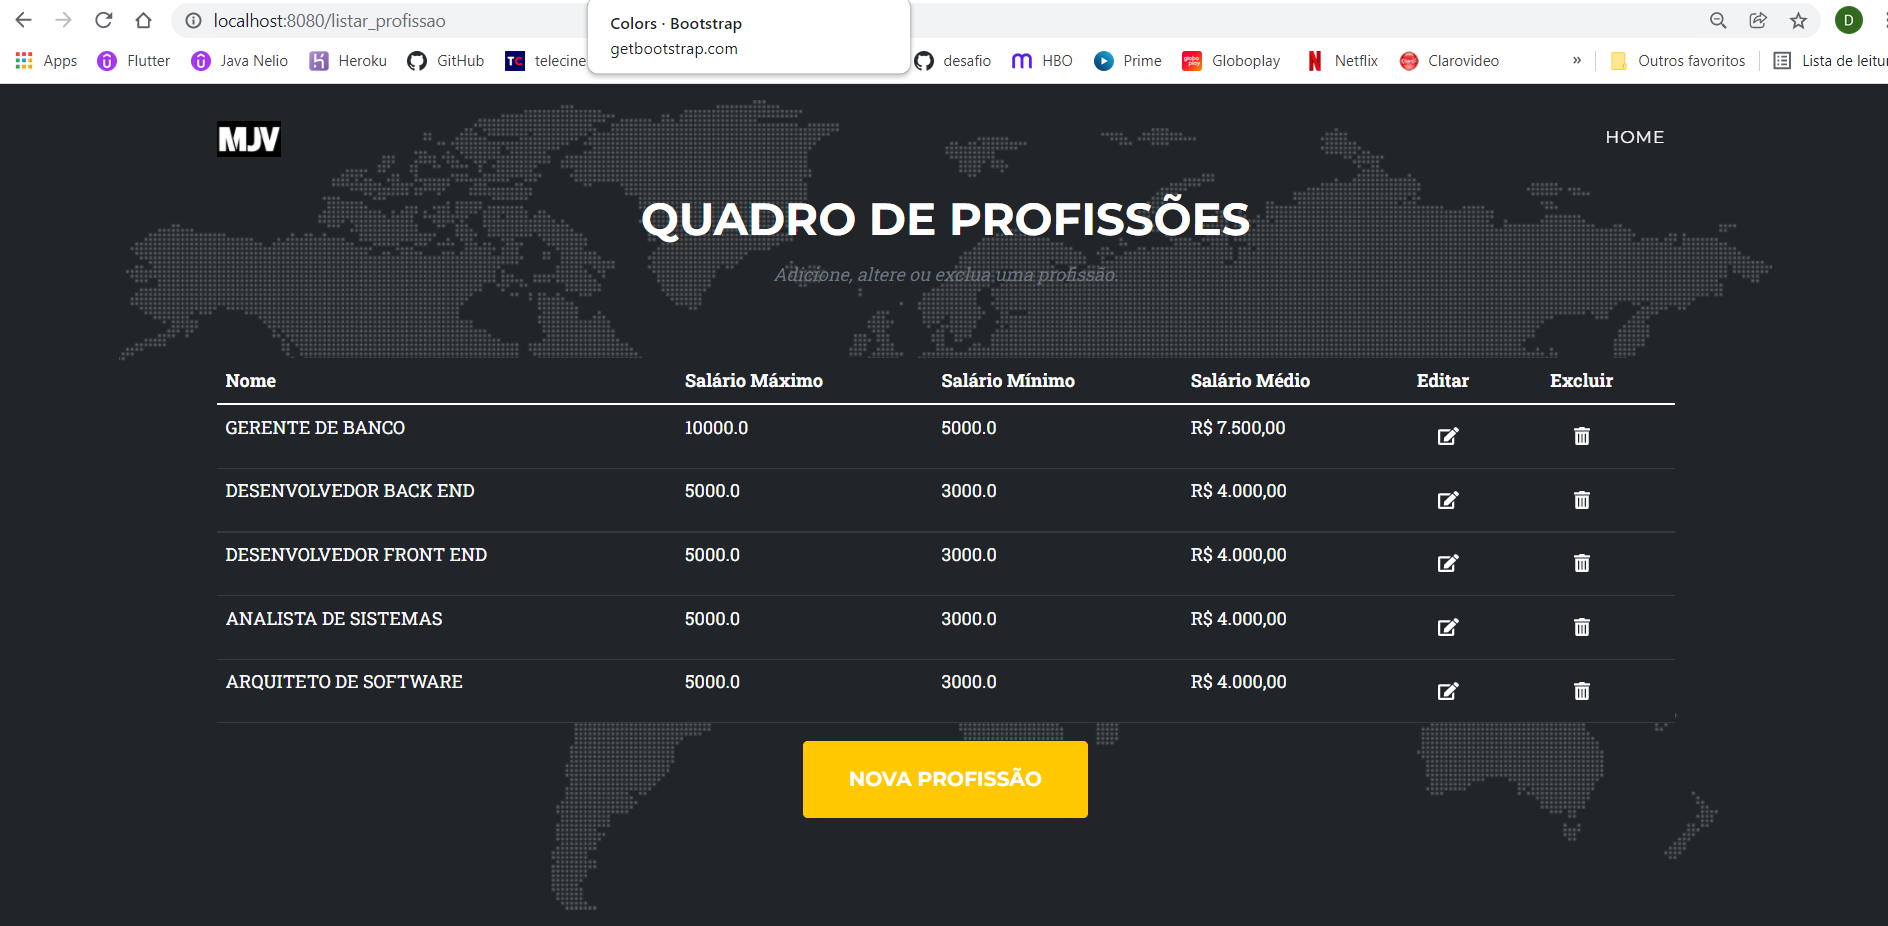 localhost:8080/listar_profissao
Colors · Bootstrap
getbootstrap.com
D
Apps Flutter Java Nelio Heroku GitHub TC telecine desafio HBO Prime globo play Globoplay Netflix Clarovideo » Outros favoritos Lista de leitur
MJV
HOME
QUADRO DE PROFISSÕES
Adicione, altere ou exclua uma profissão.
Nome Salário Máximo Salário Mínimo Salário Médio Editar Excluir
GERENTE DE BANCO 10000.0 5000.0 R$ 7.500,00
DESENVOLVEDOR BACK END 5000.0 3000.0 R$ 4.000,00
DESENVOLVEDOR FRONT END 5000.0 3000.0 R$ 4.000,00
ANALISTA DE SISTEMAS 5000.0 3000.0 R$ 4.000,00
ARQUITETO DE SOFTWARE 5000.0 3000.0 R$ 4.000,00
NOVA PROFISSÃO